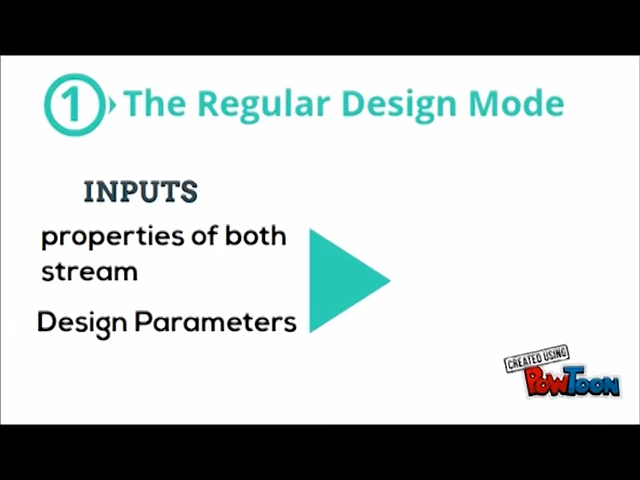 1 The Regular Design Mode
INPUTS
properties of both
stream
Design Parameters
CREATED USING
POWTOON